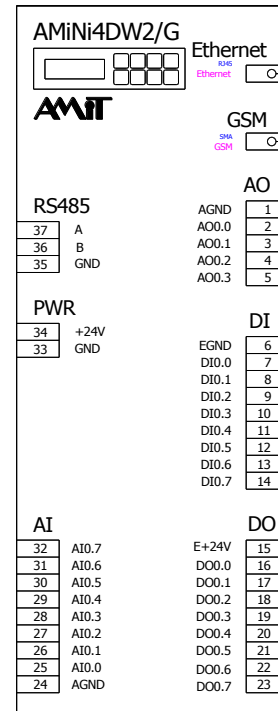 AMiNi4DW2/G
AMiT
Ethernet
RJ45
Ethernet
GSM
SMA
GSM
AO
AGND 1
AO0.0 2
AO0.1 3
AO0.2 4
AO0.3 5
RS485
37 A
36 B
35 GND
PWR
34 +24V
33 GND
DI
EGND 6
DI0.0 7
DI0.1 8
DI0.2 9
DI0.3 10
DI0.4 11
DI0.5 12
DI0.6 13
DI0.7 14
AI
32 AI0.7
31 AI0.6
30 AI0.5
29 AI0.4
28 AI0.3
27 AI0.2
26 AI0.1
25 AI0.0
24 AGND
DO
E+24V 15
DO0.0 16
DO0.1 17
DO0.2 18
DO0.3 19
DO0.4 20
DO0.5 21
DO0.6 22
DO0.7 23